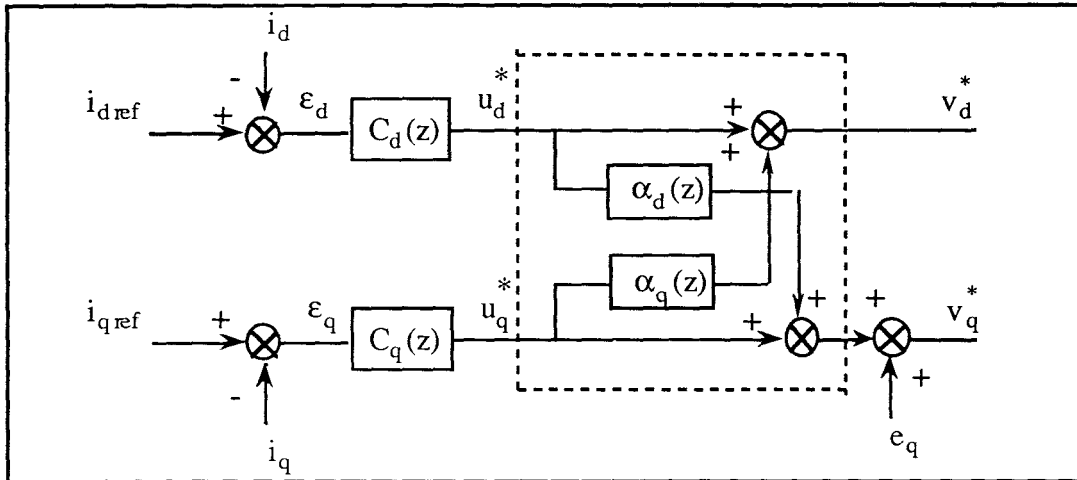 i_d
-
i_dref + ε_d C_d(z) u_d^* + + v_d^*
α_d(z)
α_q(z)
i_qref + ε_q C_q(z) u_q^* + + + v_q^*
+
-
i_q
e_q